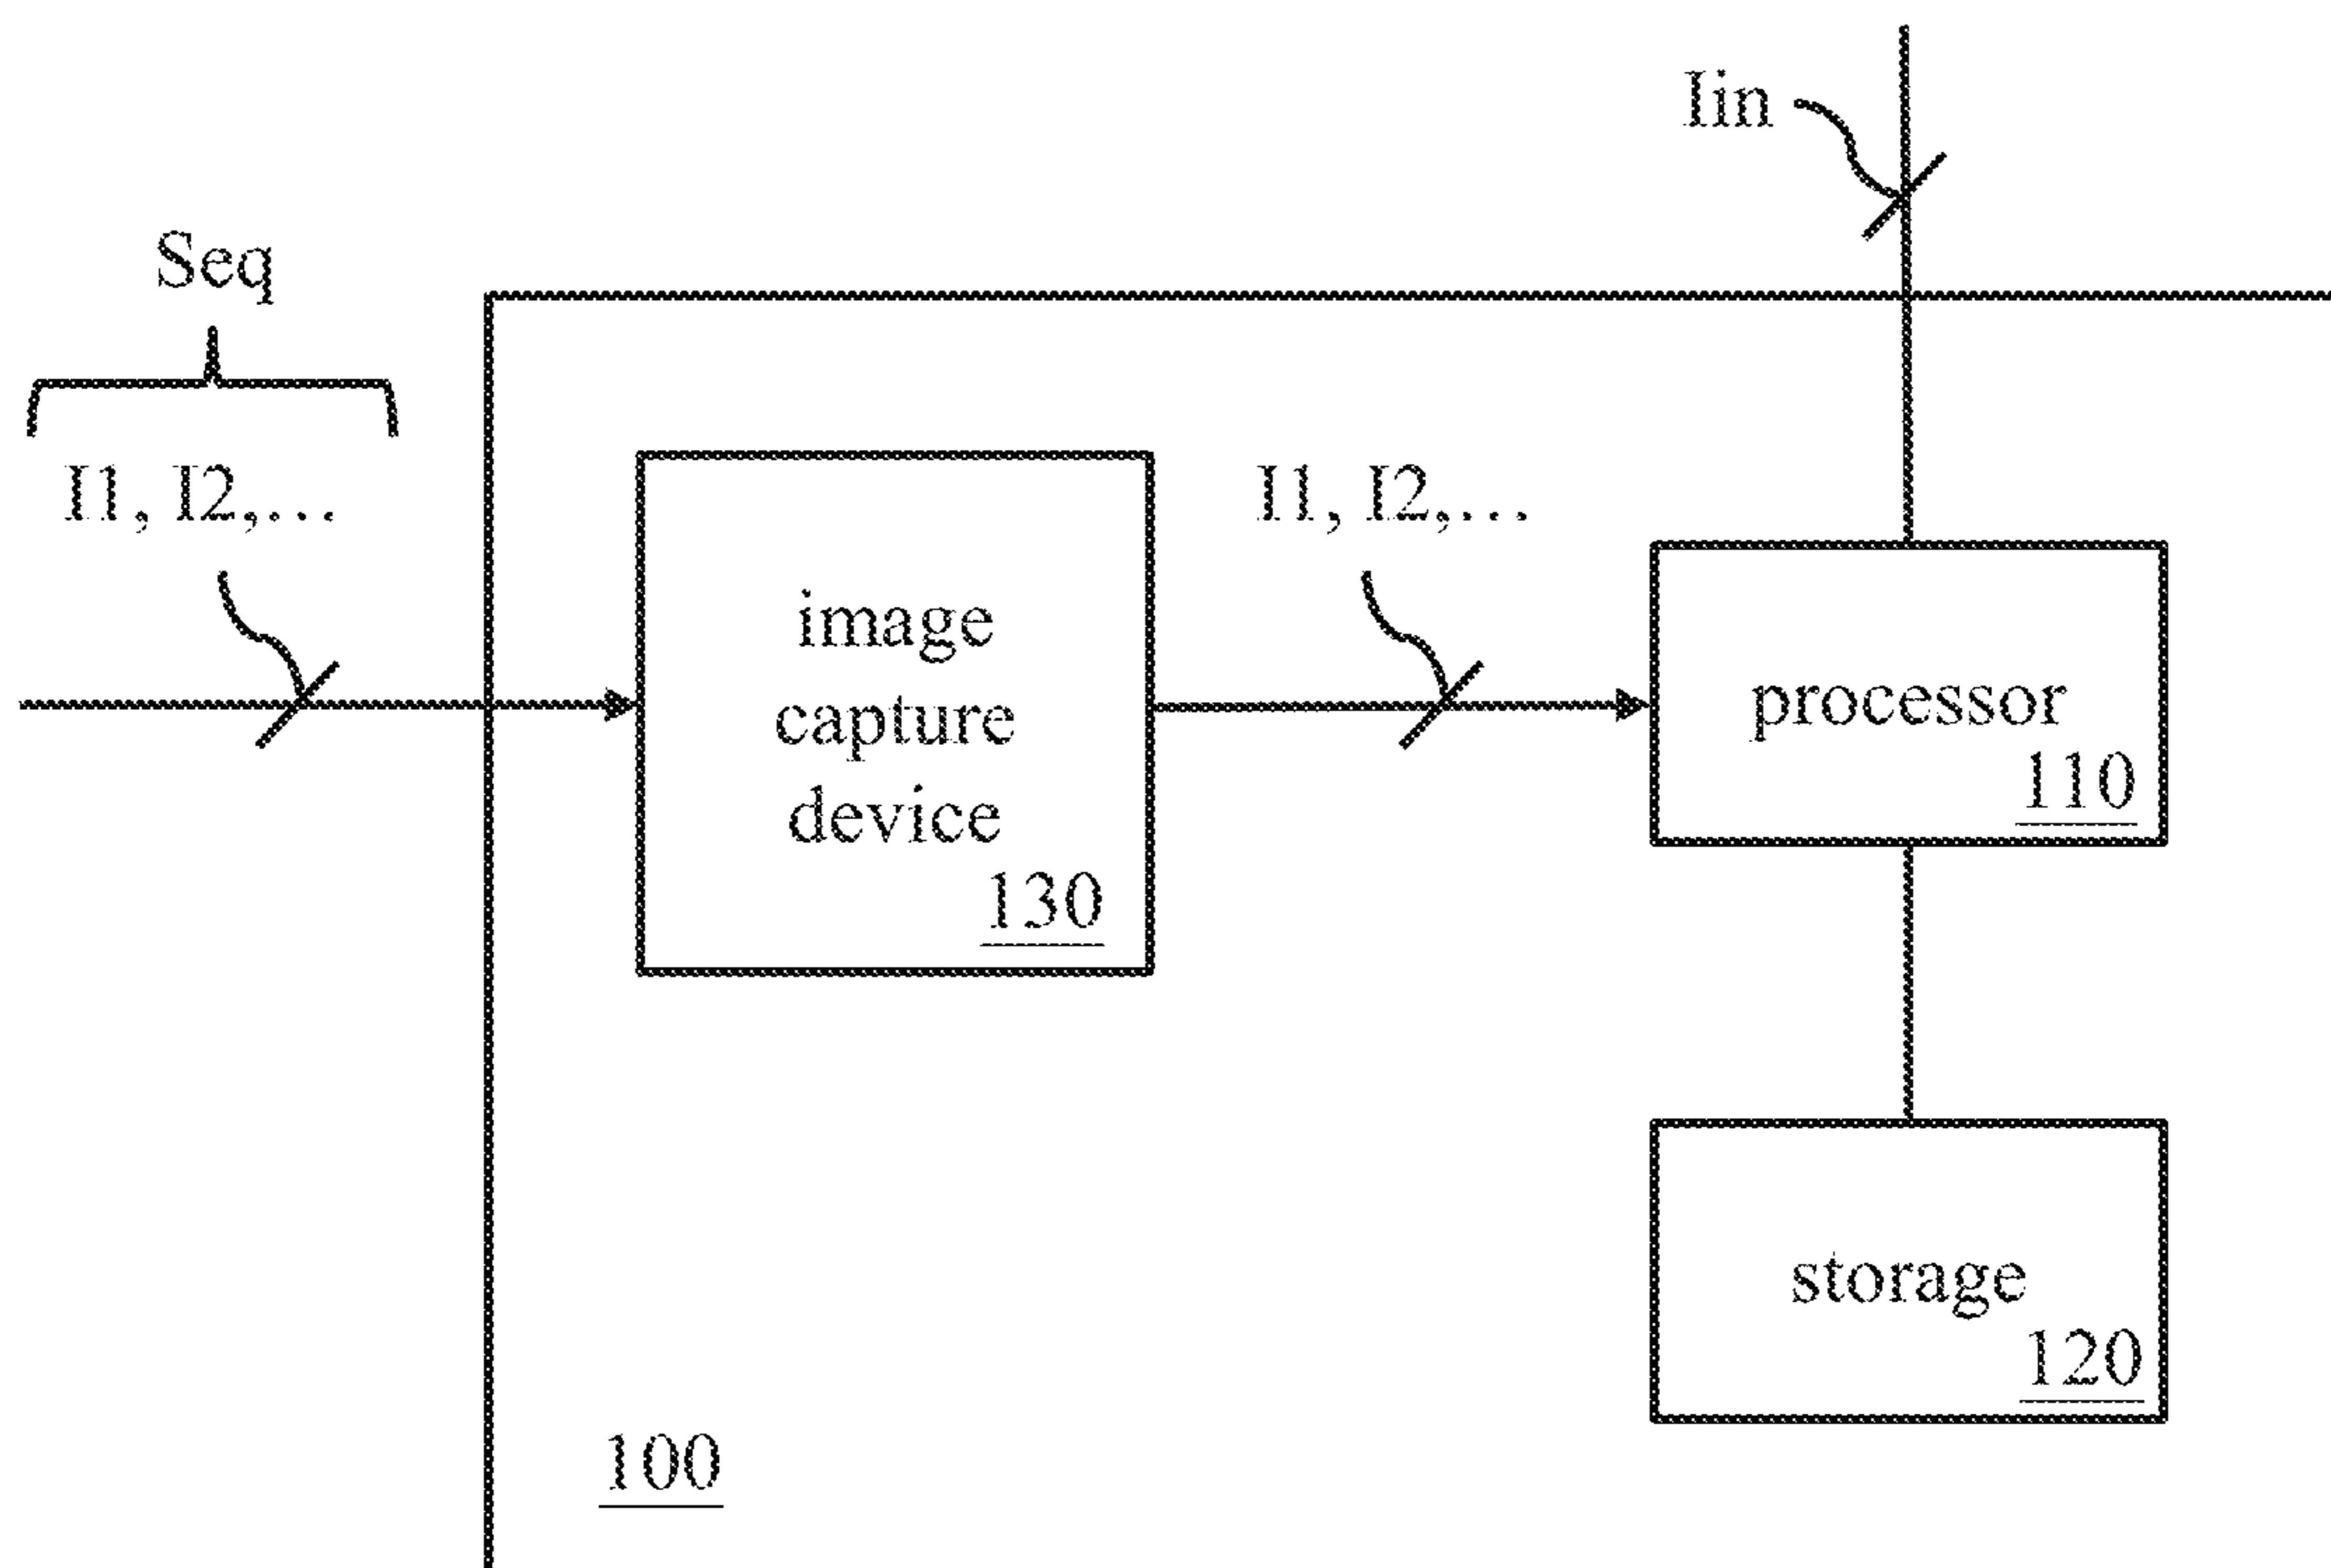 Iin
Seq
I1, I2,...
I1, I2,...
image
capture
device
130
processor
110
storage
120
100